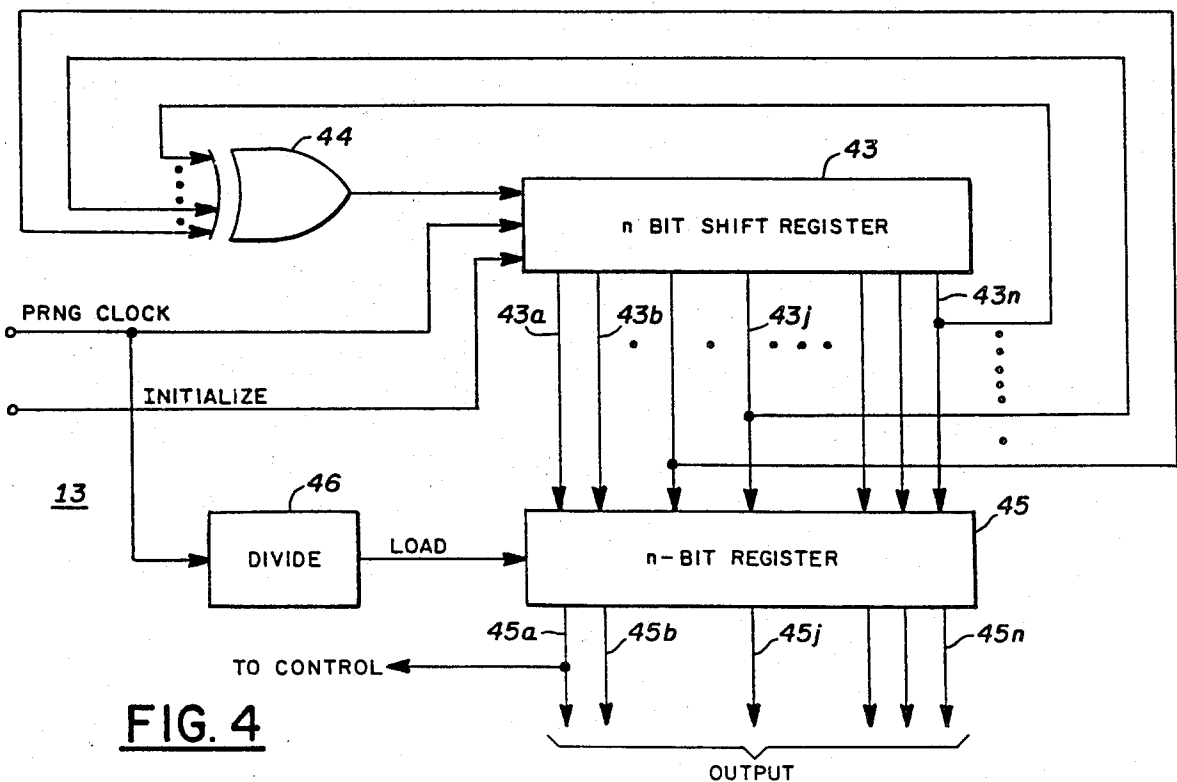 44
43
n BIT SHIFT REGISTER
PRNG CLOCK
43a
43b
43j
43n
INITIALIZE
13
46
45
DIVIDE
LOAD
n-BIT REGISTER
45a
45b
45j
45n
TO CONTROL
FIG. 4
OUTPUT